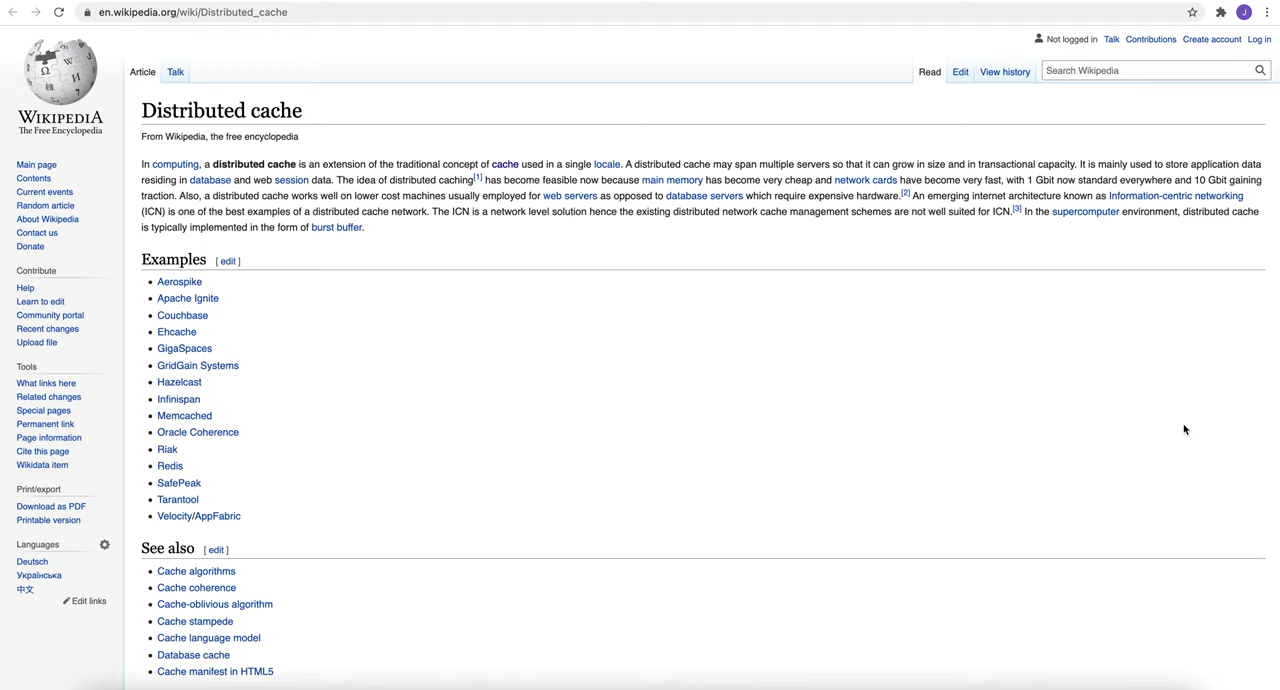 en.wikipedia.org/wiki/Distributed_cache
J
Not logged in Talk Contributions Create account Log in
Article Talk Read Edit View history Search Wikipedia
WIKIPEDIA
The Free Encyclopedia
Main page
Contents
Current events
Random article
About Wikipedia
Contact us
Donate
Contribute
Help
Learn to edit
Community portal
Recent changes
Upload file
Tools
What links here
Related changes
Special pages
Permanent link
Page information
Cite this page
Wikidata item
Print/export
Download as PDF
Printable version
Languages
Deutsch
Українська
中文
Edit links
Distributed cache
From Wikipedia, the free encyclopedia
In computing, a distributed cache is an extension of the traditional concept of cache used in a single locale. A distributed cache may span multiple servers so that it can grow in size and in transactional capacity. It is mainly used to store application data
residing in database and web session data. The idea of distributed caching[1] has become feasible now because main memory has become very cheap and network cards have become very fast, with 1 Gbit now standard everywhere and 10 Gbit gaining
traction. Also, a distributed cache works well on lower cost machines usually employed for web servers as opposed to database servers which require expensive hardware.[2] An emerging internet architecture known as Information-centric networking
(ICN) is one of the best examples of a distributed cache network. The ICN is a network level solution hence the existing distributed network cache management schemes are not well suited for ICN.[3] In the supercomputer environment, distributed cache
is typically implemented in the form of burst buffer.
Examples [ edit ]
• Aerospike
• Apache Ignite
• Couchbase
• Ehcache
• GigaSpaces
• GridGain Systems
• Hazelcast
• Infinispan
• Memcached
• Oracle Coherence
• Riak
• Redis
• SafePeak
• Tarantool
• Velocity/AppFabric
See also [ edit ]
• Cache algorithms
• Cache coherence
• Cache-oblivious algorithm
• Cache stampede
• Cache language model
• Database cache
• Cache manifest in HTML5